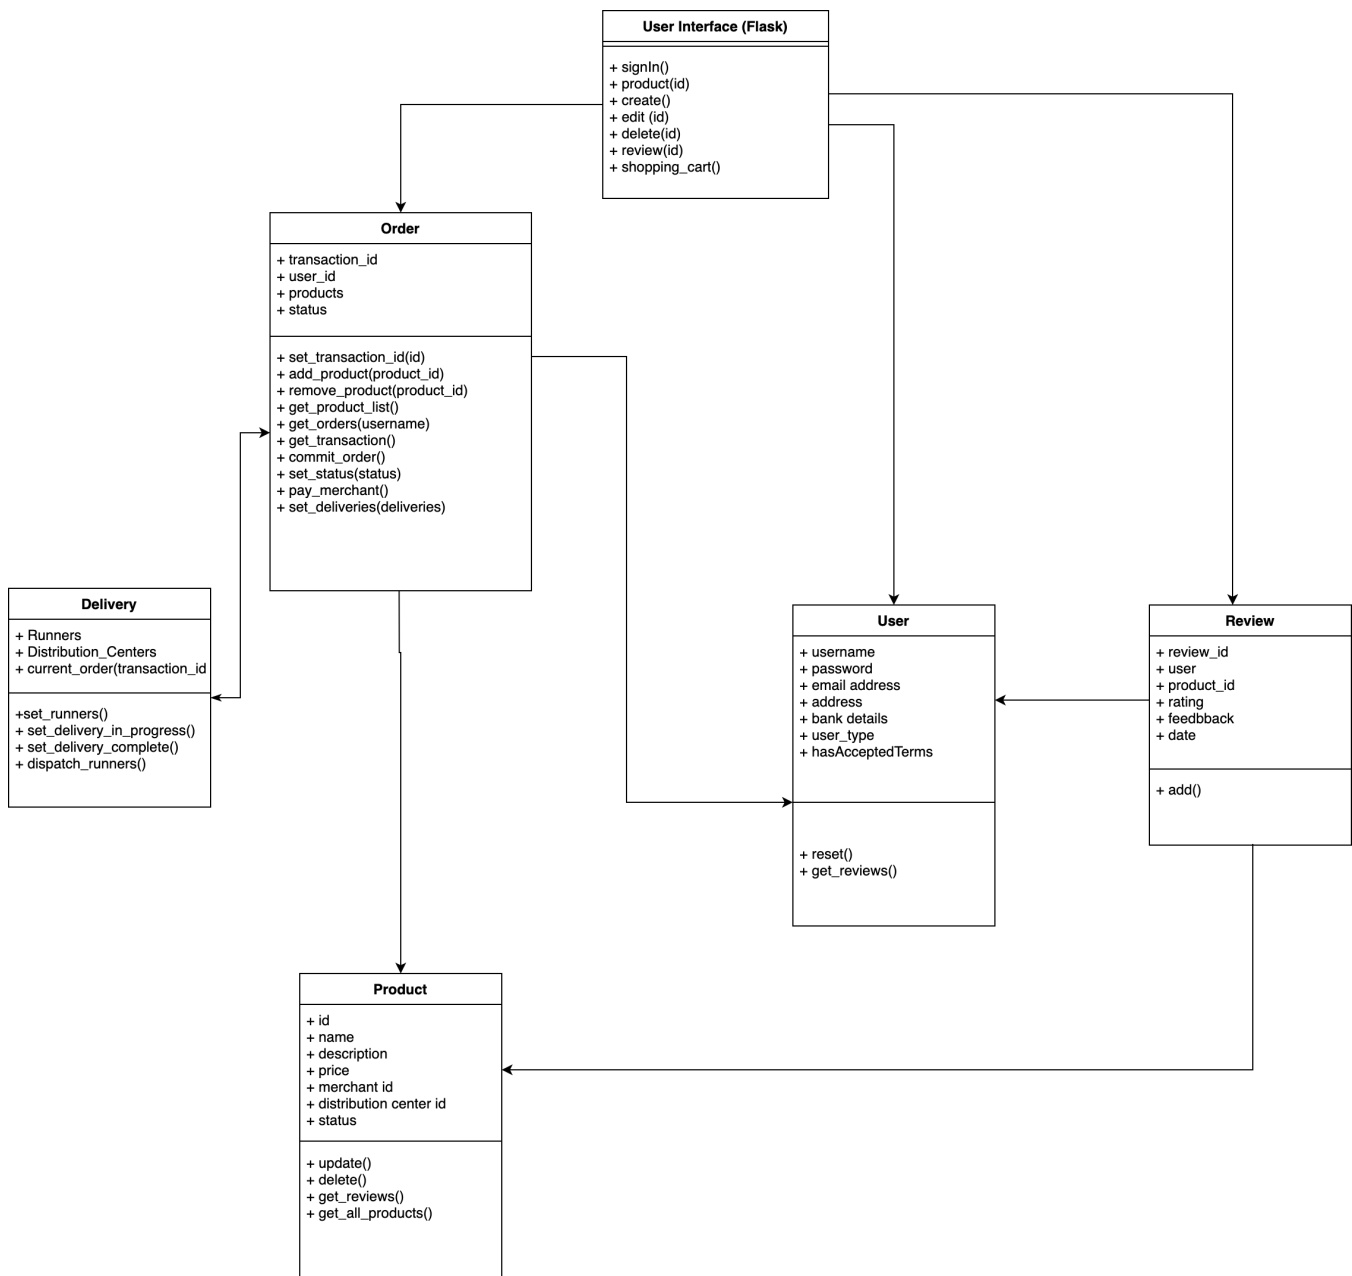 User Interface (Flask)
+ signIn()
+ product(id)
+ create()
+ edit (id)
+ delete(id)
+ review(id)
+ shopping_cart()
Order
+ transaction_id
+ user_id
+ products
+ status
+ set_transaction_id(id)
+ add_product(product_id)
+ remove_product(product_id)
+ get_product_list()
+ get_orders(username)
+ get_transaction()
+ commit_order()
+ set_status(status)
+ pay_merchant()
+ set_deliveries(deliveries)
Delivery
+ Runners
+ Distribution_Centers
+ current_order(transaction_id
+set_runners()
+ set_delivery_in_progress()
+ set_delivery_complete()
+ dispatch_runners()
User
+ username
+ password
+ email address
+ address
+ bank details
+ user_type
+ hasAcceptedTerms
+ reset()
+ get_reviews()
Review
+ review_id
+ user
+ product_id
+ rating
+ feedbback
+ date
+ add()
Product
+ id
+ name
+ description
+ price
+ merchant id
+ distribution center id
+ status
+ update()
+ delete()
+ get_reviews()
+ get_all_products()